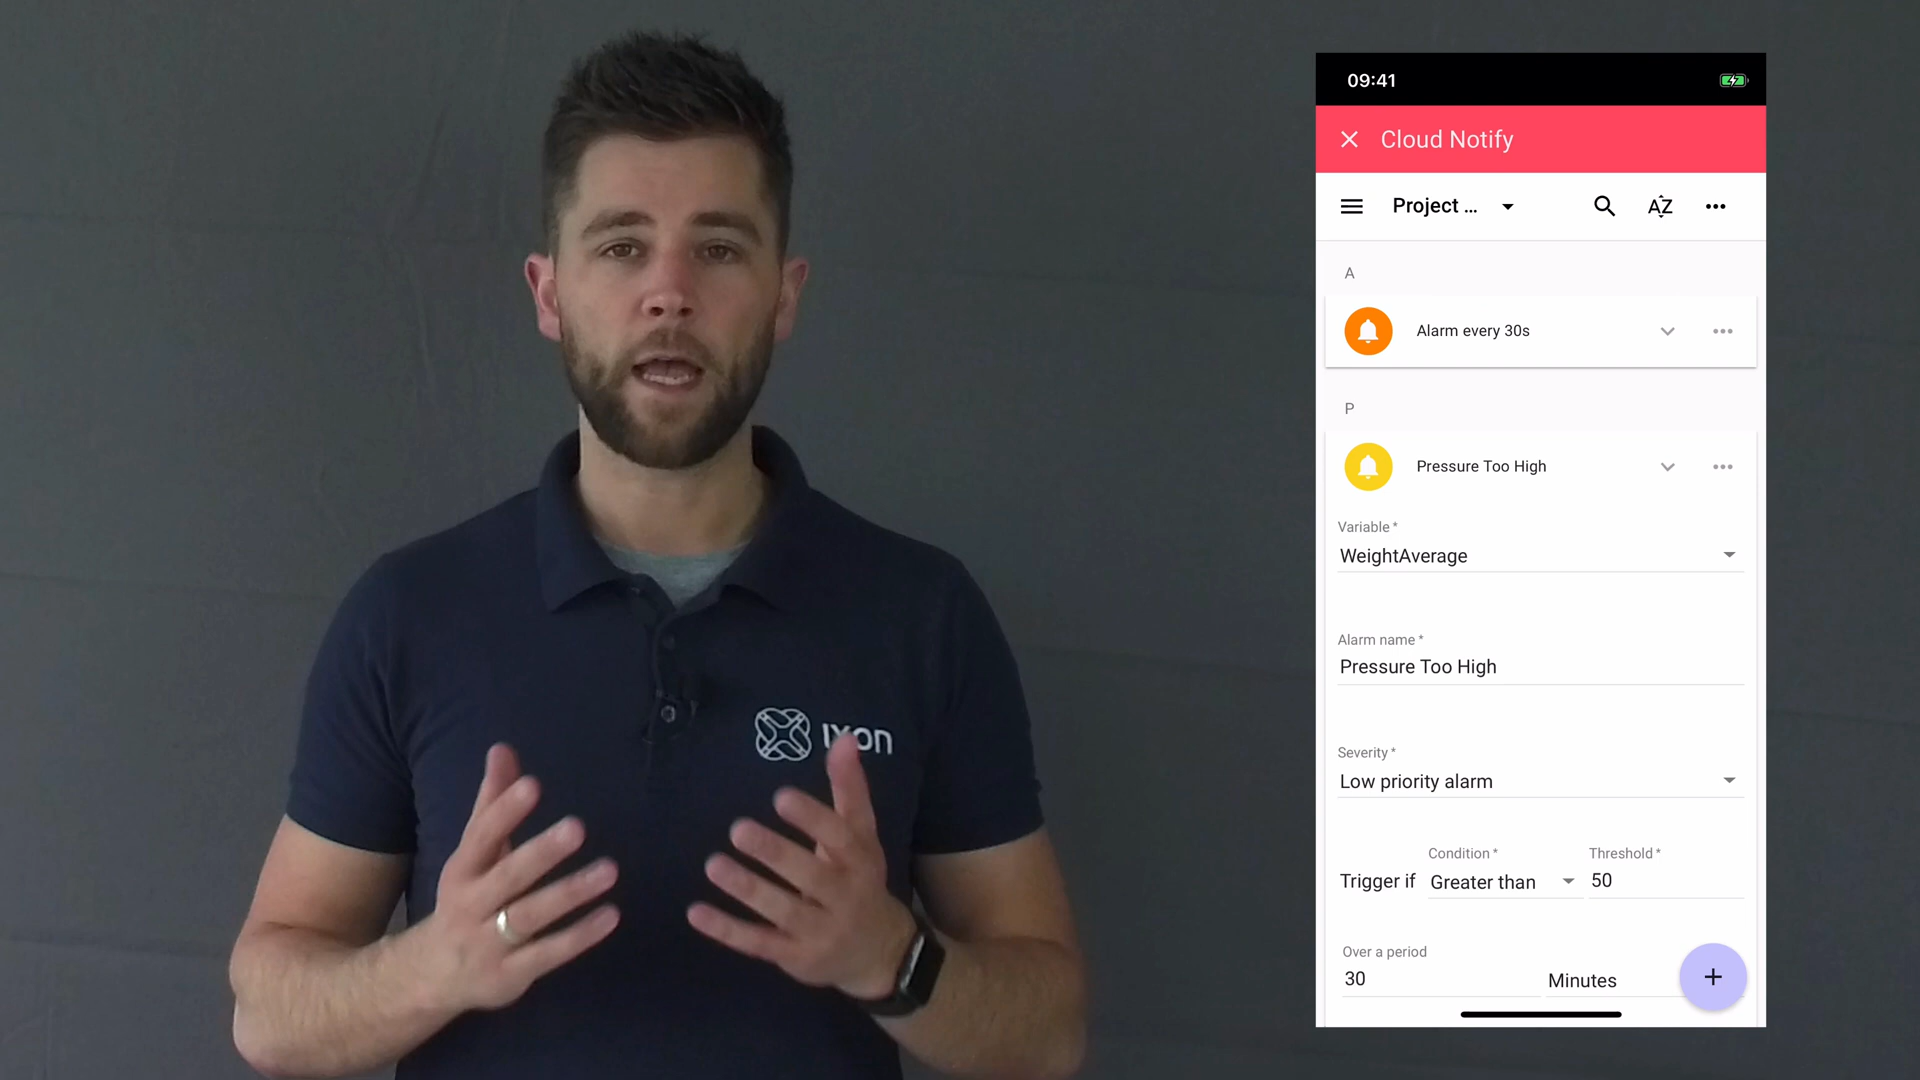 IXON
09:41
Cloud Notify
Project ...
AZ
A
Alarm every 30s
P
Pressure Too High
Variable *
WeightAverage
Alarm name *
Pressure Too High
Severity *
Low priority alarm
Condition *
Threshold *
Trigger if Greater than 50
Over a period
30 Minutes